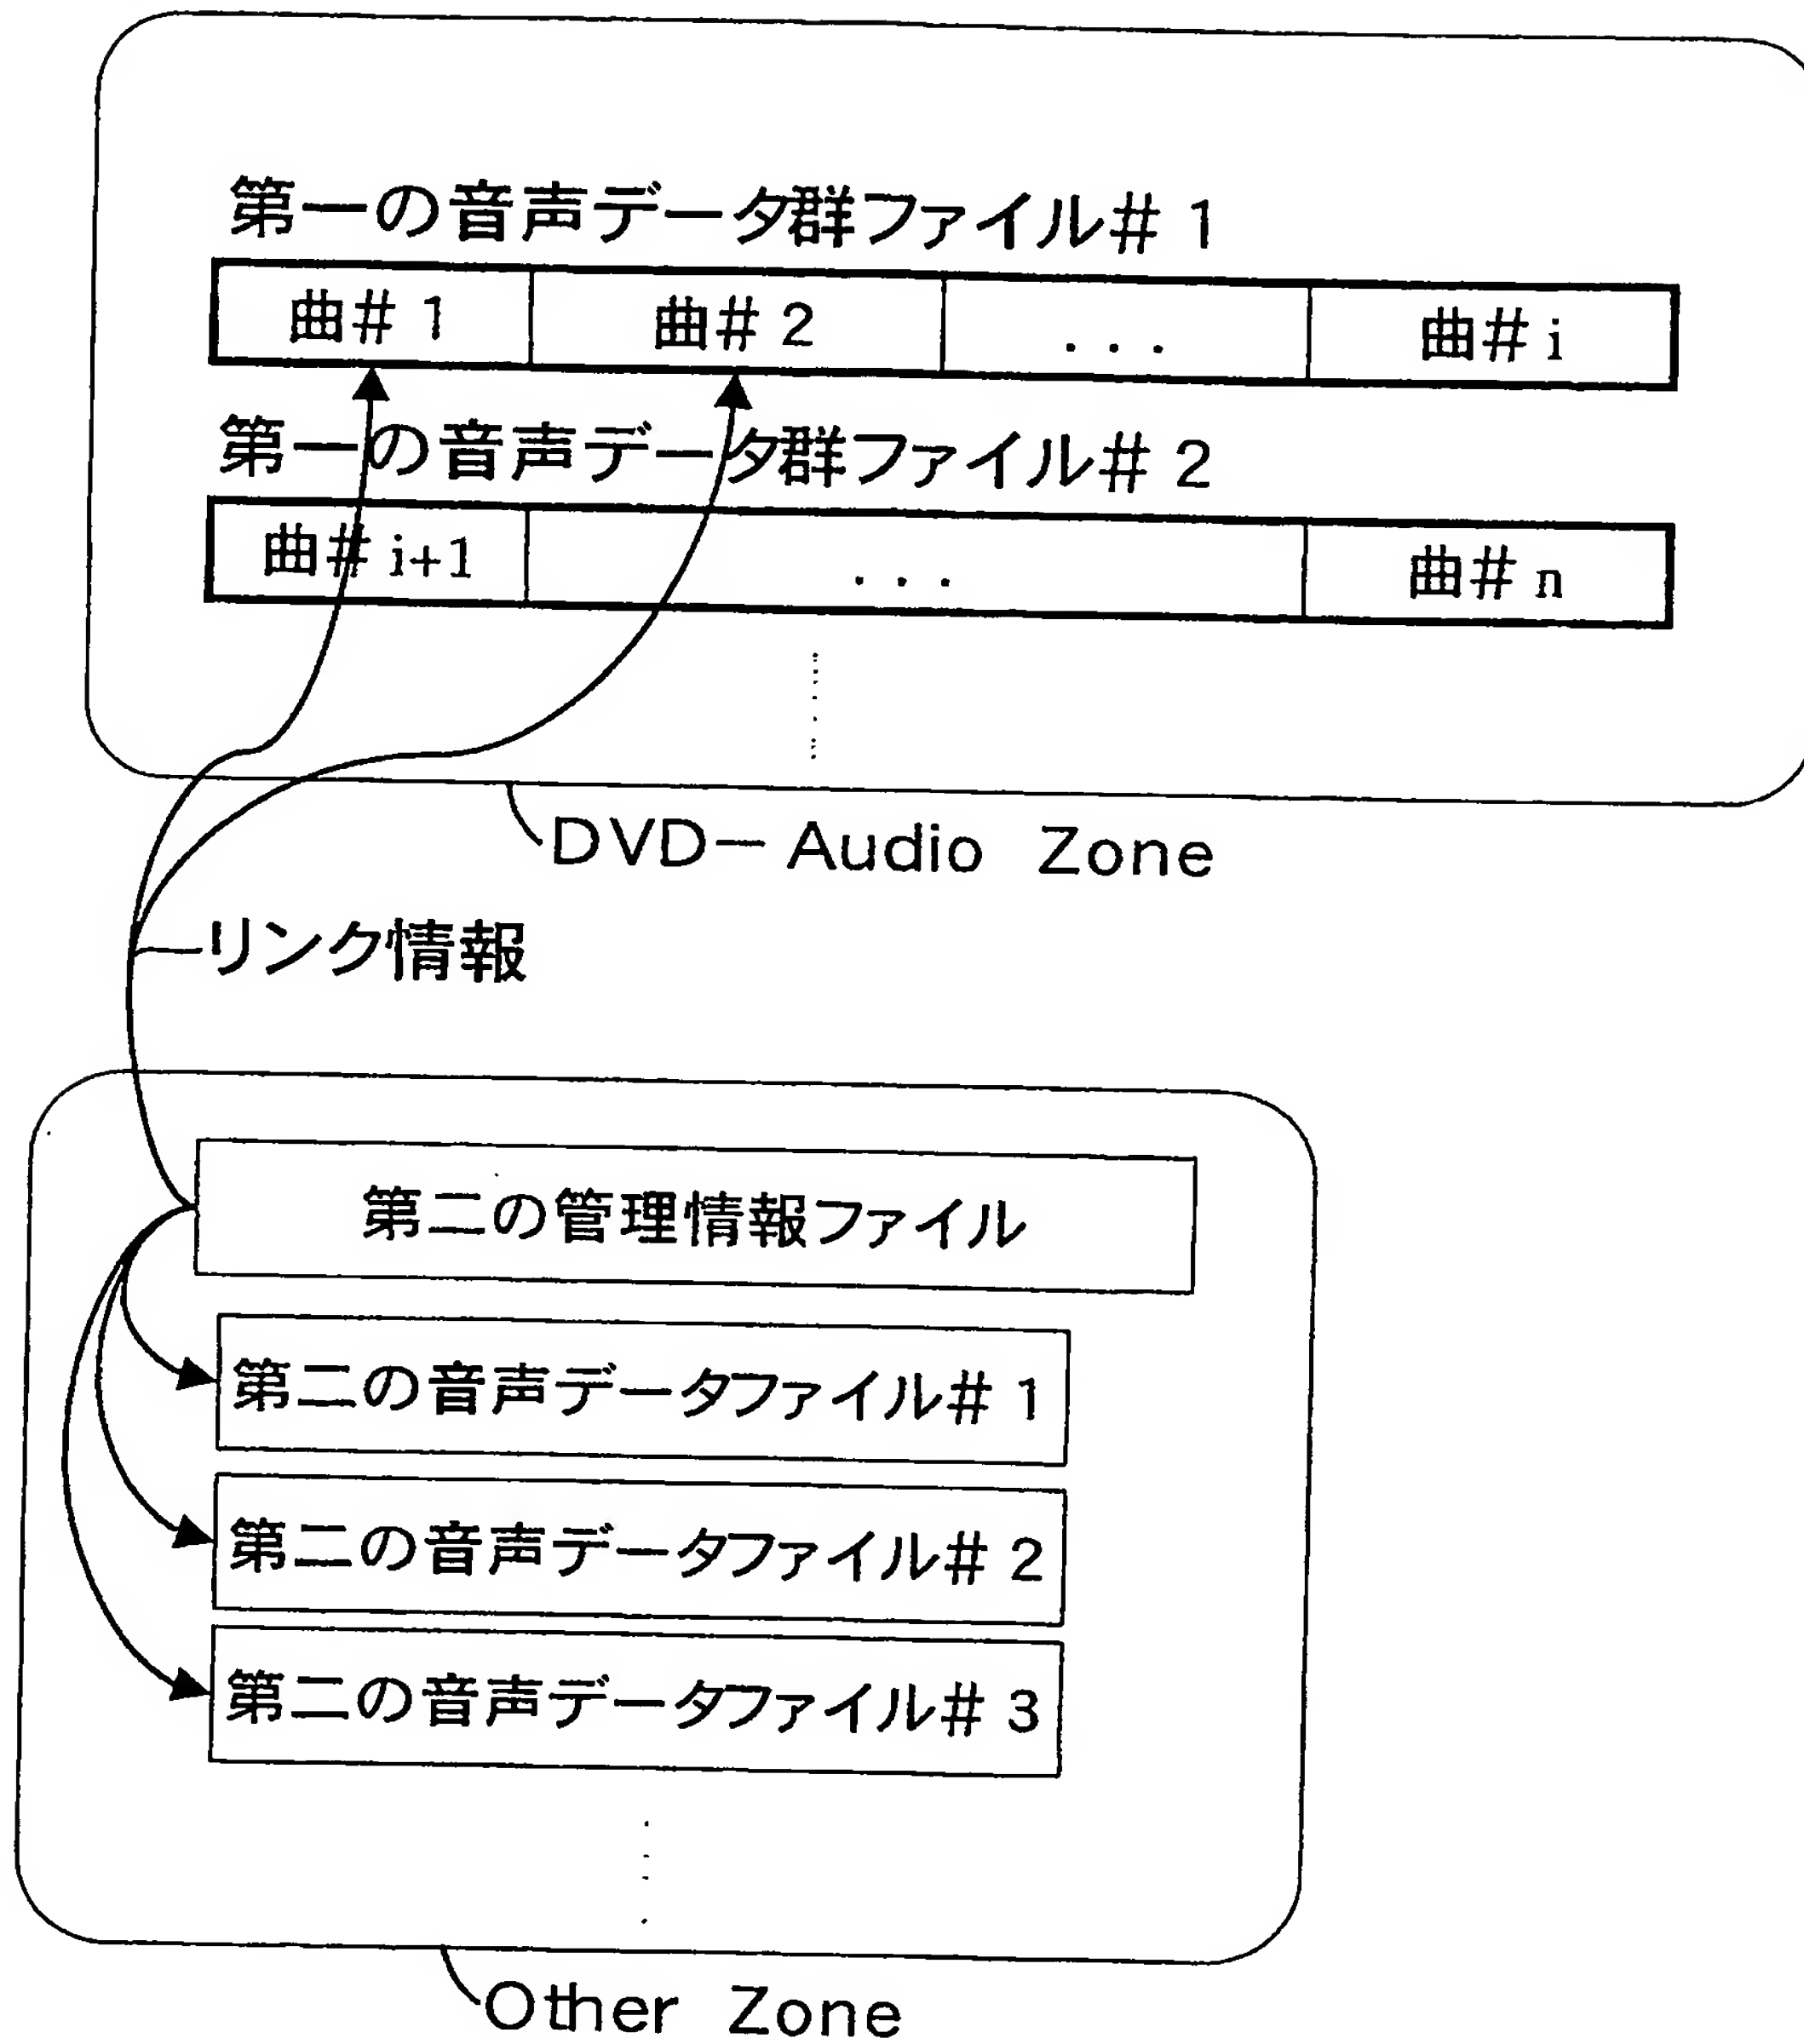 第一の音声データ群ファイル＃1
曲＃1 曲＃2 ... 曲＃i
第一の音声データ群ファイル＃2
曲＃i+1 ... 曲＃n
DVD－Audio Zone
リンク情報
第二の管理情報ファイル
第二の音声データファイル＃1
第二の音声データファイル＃2
第二の音声データファイル＃3
Other Zone